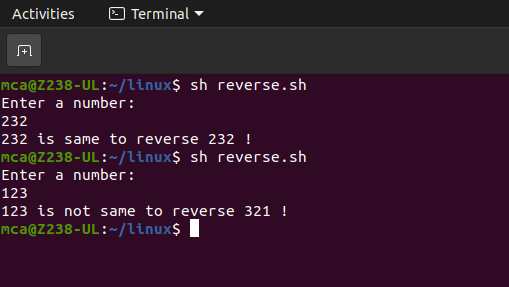 Activities Terminal
mca@Z238-UL:~/linux$ sh reverse.sh
Enter a number:
232
232 is same to reverse 232 !
mca@Z238-UL:~/linux$ sh reverse.sh
Enter a number:
123
123 is not same to reverse 321 !
mca@Z238-UL:~/linux$